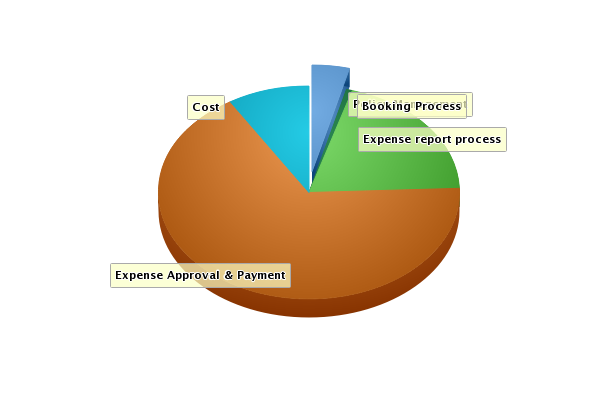 Cost
Booking Process
Expense report process
Expense Approval & Payment